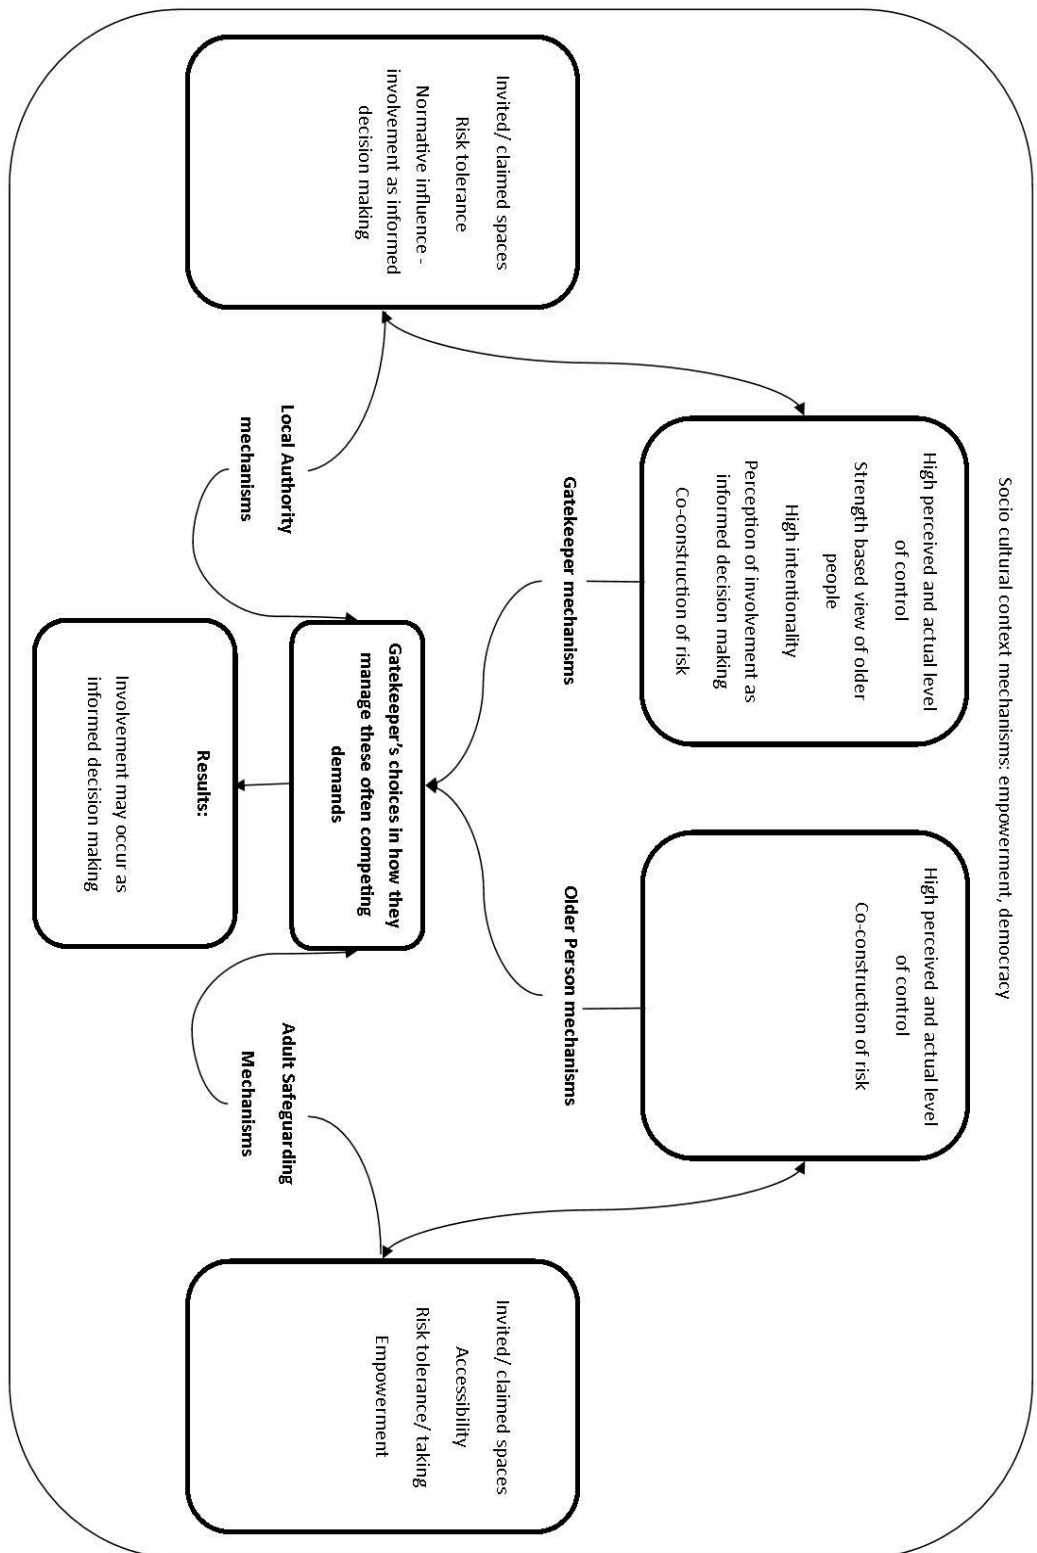 Socio cultural context mechanisms: empowerment, democracy
High perceived and actual level
of control
Strength based view of older
people
High intentionality
Perception of involvement as
informed decision making
Co-construction of risk
High perceived and actual level
of control
Co-construction of risk
Gatekeeper mechanisms
Older Person mechanisms
Invited/ claimed spaces
Risk tolerance
Normative influence -
involvement as informed
decision making
Invited/ claimed spaces
Accessibility
Risk tolerance/ taking
Empowerment
Gatekeeper’s choices in how they
manage these often competing
demands
Local Authority
mechanisms
Adult Safeguarding
Mechanisms
Results:
Involvement may occur as
informed decision making